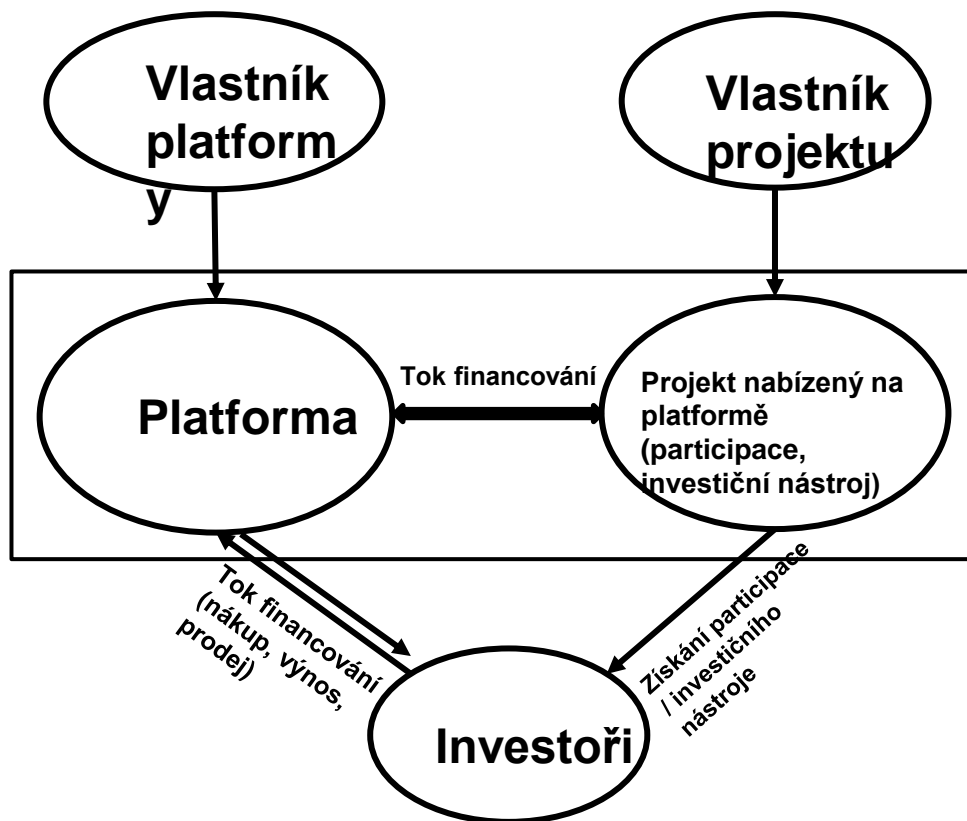 Vlastník
platform
y
Vlastník
projektu
Tok financování
Platforma
Projekt nabízený na
platformě
(participace,
investiční nástroj)
Tok financování
(nákup, výnos,
prodej)
Získání participace
/ investičního
nástroje
Investoři